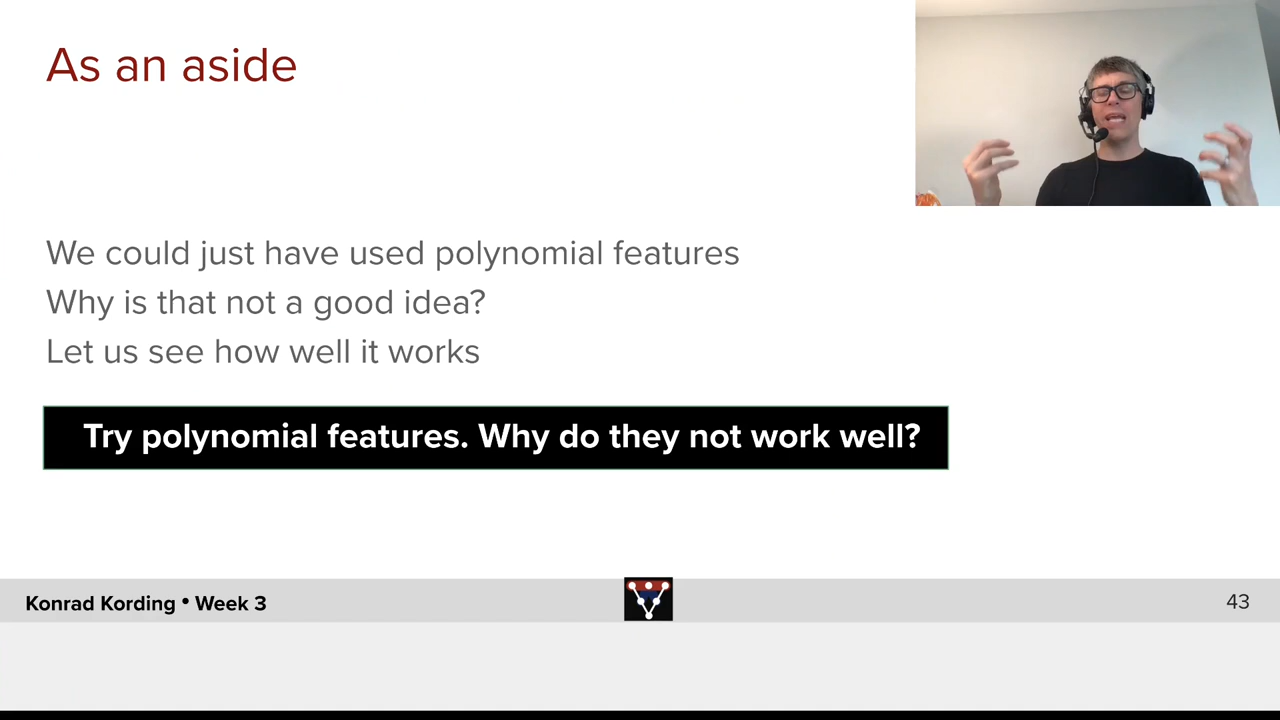 As an aside
We could just have used polynomial features
Why is that not a good idea?
Let us see how well it works
Try polynomial features. Why do they not work well?
Konrad Kording • Week 3
43